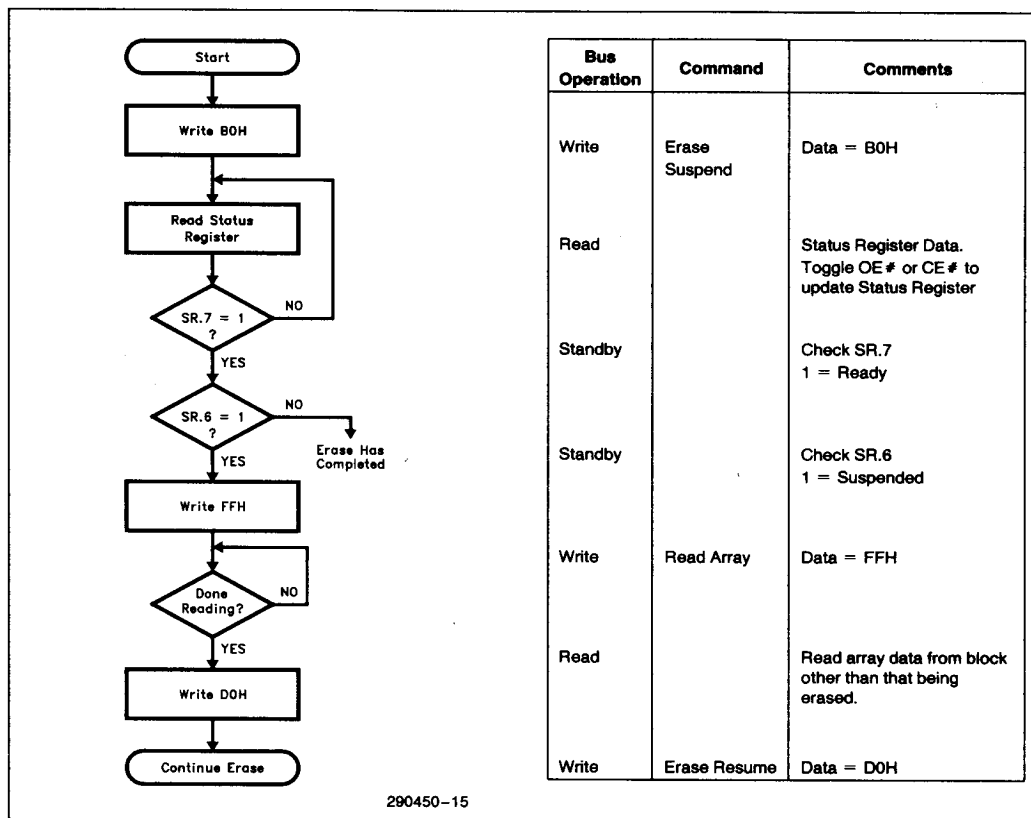 Start
Write B0H
Read Status
Register
SR.7 = 1
?
NO
YES
SR.6 = 1
?
NO
Erase Has
Completed
YES
Write FFH
Done
Reading?
NO
YES
Write D0H
Continue Erase
290450-15
Bus
Operation
Command
Comments
Write
Erase
Suspend
Data = B0H
Read
Status Register Data.
Toggle OE# or CE# to
update Status Register
Standby
Check SR.7
1 = Ready
Standby
Check SR.6
1 = Suspended
Write
Read Array
Data = FFH
Read
Read array data from block
other than that being
erased.
Write
Erase Resume
Data = D0H